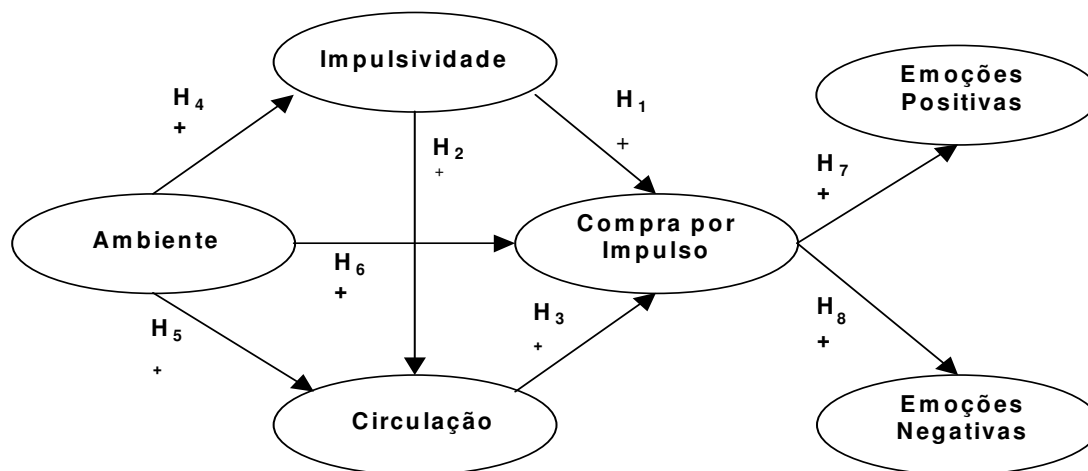 Impulsividade
Emoções
Positivas
H4
+
H1
+
H2
+
H7
+
Ambiente
Compra por
Impulso
H6
+
H5
+
H3
+
H8
+
Circulação
Emoções
Negativas